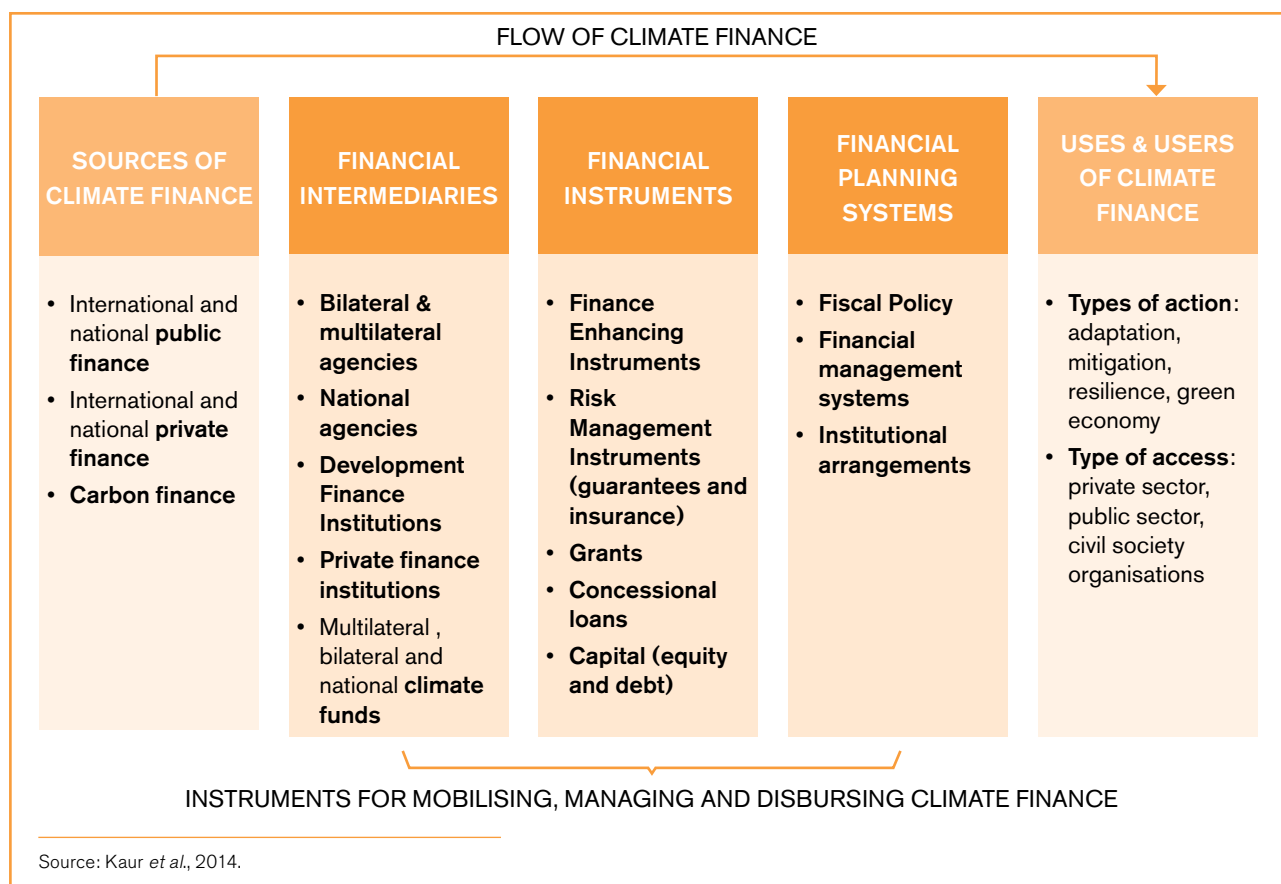 FLOW OF CLIMATE FINANCE
SOURCES OF
CLIMATE FINANCE
• International and
national public
finance
• International and
national private
finance
• Carbon finance
FINANCIAL
INTERMEDIARIES
• Bilateral &
multilateral
agencies
• National
agencies
• Development
Finance
Institutions
• Private finance
institutions
• Multilateral ,
bilateral and
national climate
funds
FINANCIAL
INSTRUMENTS
• Finance
Enhancing
Instruments
• Risk
Management
Instruments
(guarantees and
insurance)
• Grants
• Concessional
loans
• Capital (equity
and debt)
FINANCIAL
PLANNING
SYSTEMS
• Fiscal Policy
• Financial
management
systems
• Institutional
arrangements
USES & USERS
OF CLIMATE
FINANCE
• Types of action:
adaptation,
mitigation,
resilience, green
economy
• Type of access:
private sector,
public sector,
civil society
organisations
INSTRUMENTS FOR MOBILISING, MANAGING AND DISBURSING CLIMATE FINANCE
Source: Kaur et al., 2014.